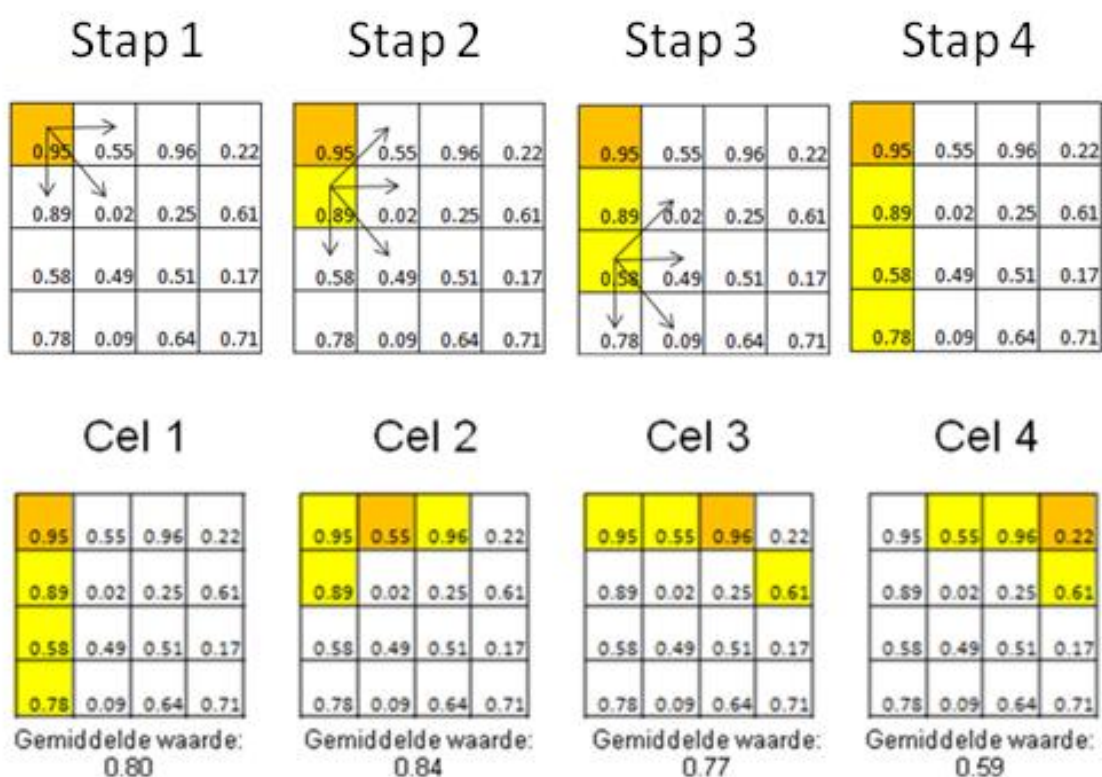 Stap 1 Stap 2 Stap 3 Stap 4
0.95 0.55 0.96 0.22 0.95 0.55 0.96 0.22 0.95 0.55 0.96 0.22 0.95 0.55 0.96 0.22
0.89 0.02 0.25 0.61 0.89 0.02 0.25 0.61 0.89 0.02 0.25 0.61 0.89 0.02 0.25 0.61
0.58 0.49 0.51 0.17 0.58 0.49 0.51 0.17 0.58 0.49 0.51 0.17 0.58 0.49 0.51 0.17
0.78 0.09 0.64 0.71 0.78 0.09 0.64 0.71 0.78 0.09 0.64 0.71 0.78 0.09 0.64 0.71
Cel 1 Cel 2 Cel 3 Cel 4
0.95 0.55 0.96 0.22 0.95 0.55 0.96 0.22 0.95 0.55 0.96 0.22 0.95 0.55 0.96 0.22
0.89 0.02 0.25 0.61 0.89 0.02 0.25 0.61 0.89 0.02 0.25 0.61 0.89 0.02 0.25 0.61
0.58 0.49 0.51 0.17 0.58 0.49 0.51 0.17 0.58 0.49 0.51 0.17 0.58 0.49 0.51 0.17
0.78 0.09 0.64 0.71 0.78 0.09 0.64 0.71 0.78 0.09 0.64 0.71 0.78 0.09 0.64 0.71
Gemiddelde waarde: Gemiddelde waarde: Gemiddelde waarde: Gemiddelde waarde:
0.80 0.84 0.77 0.59